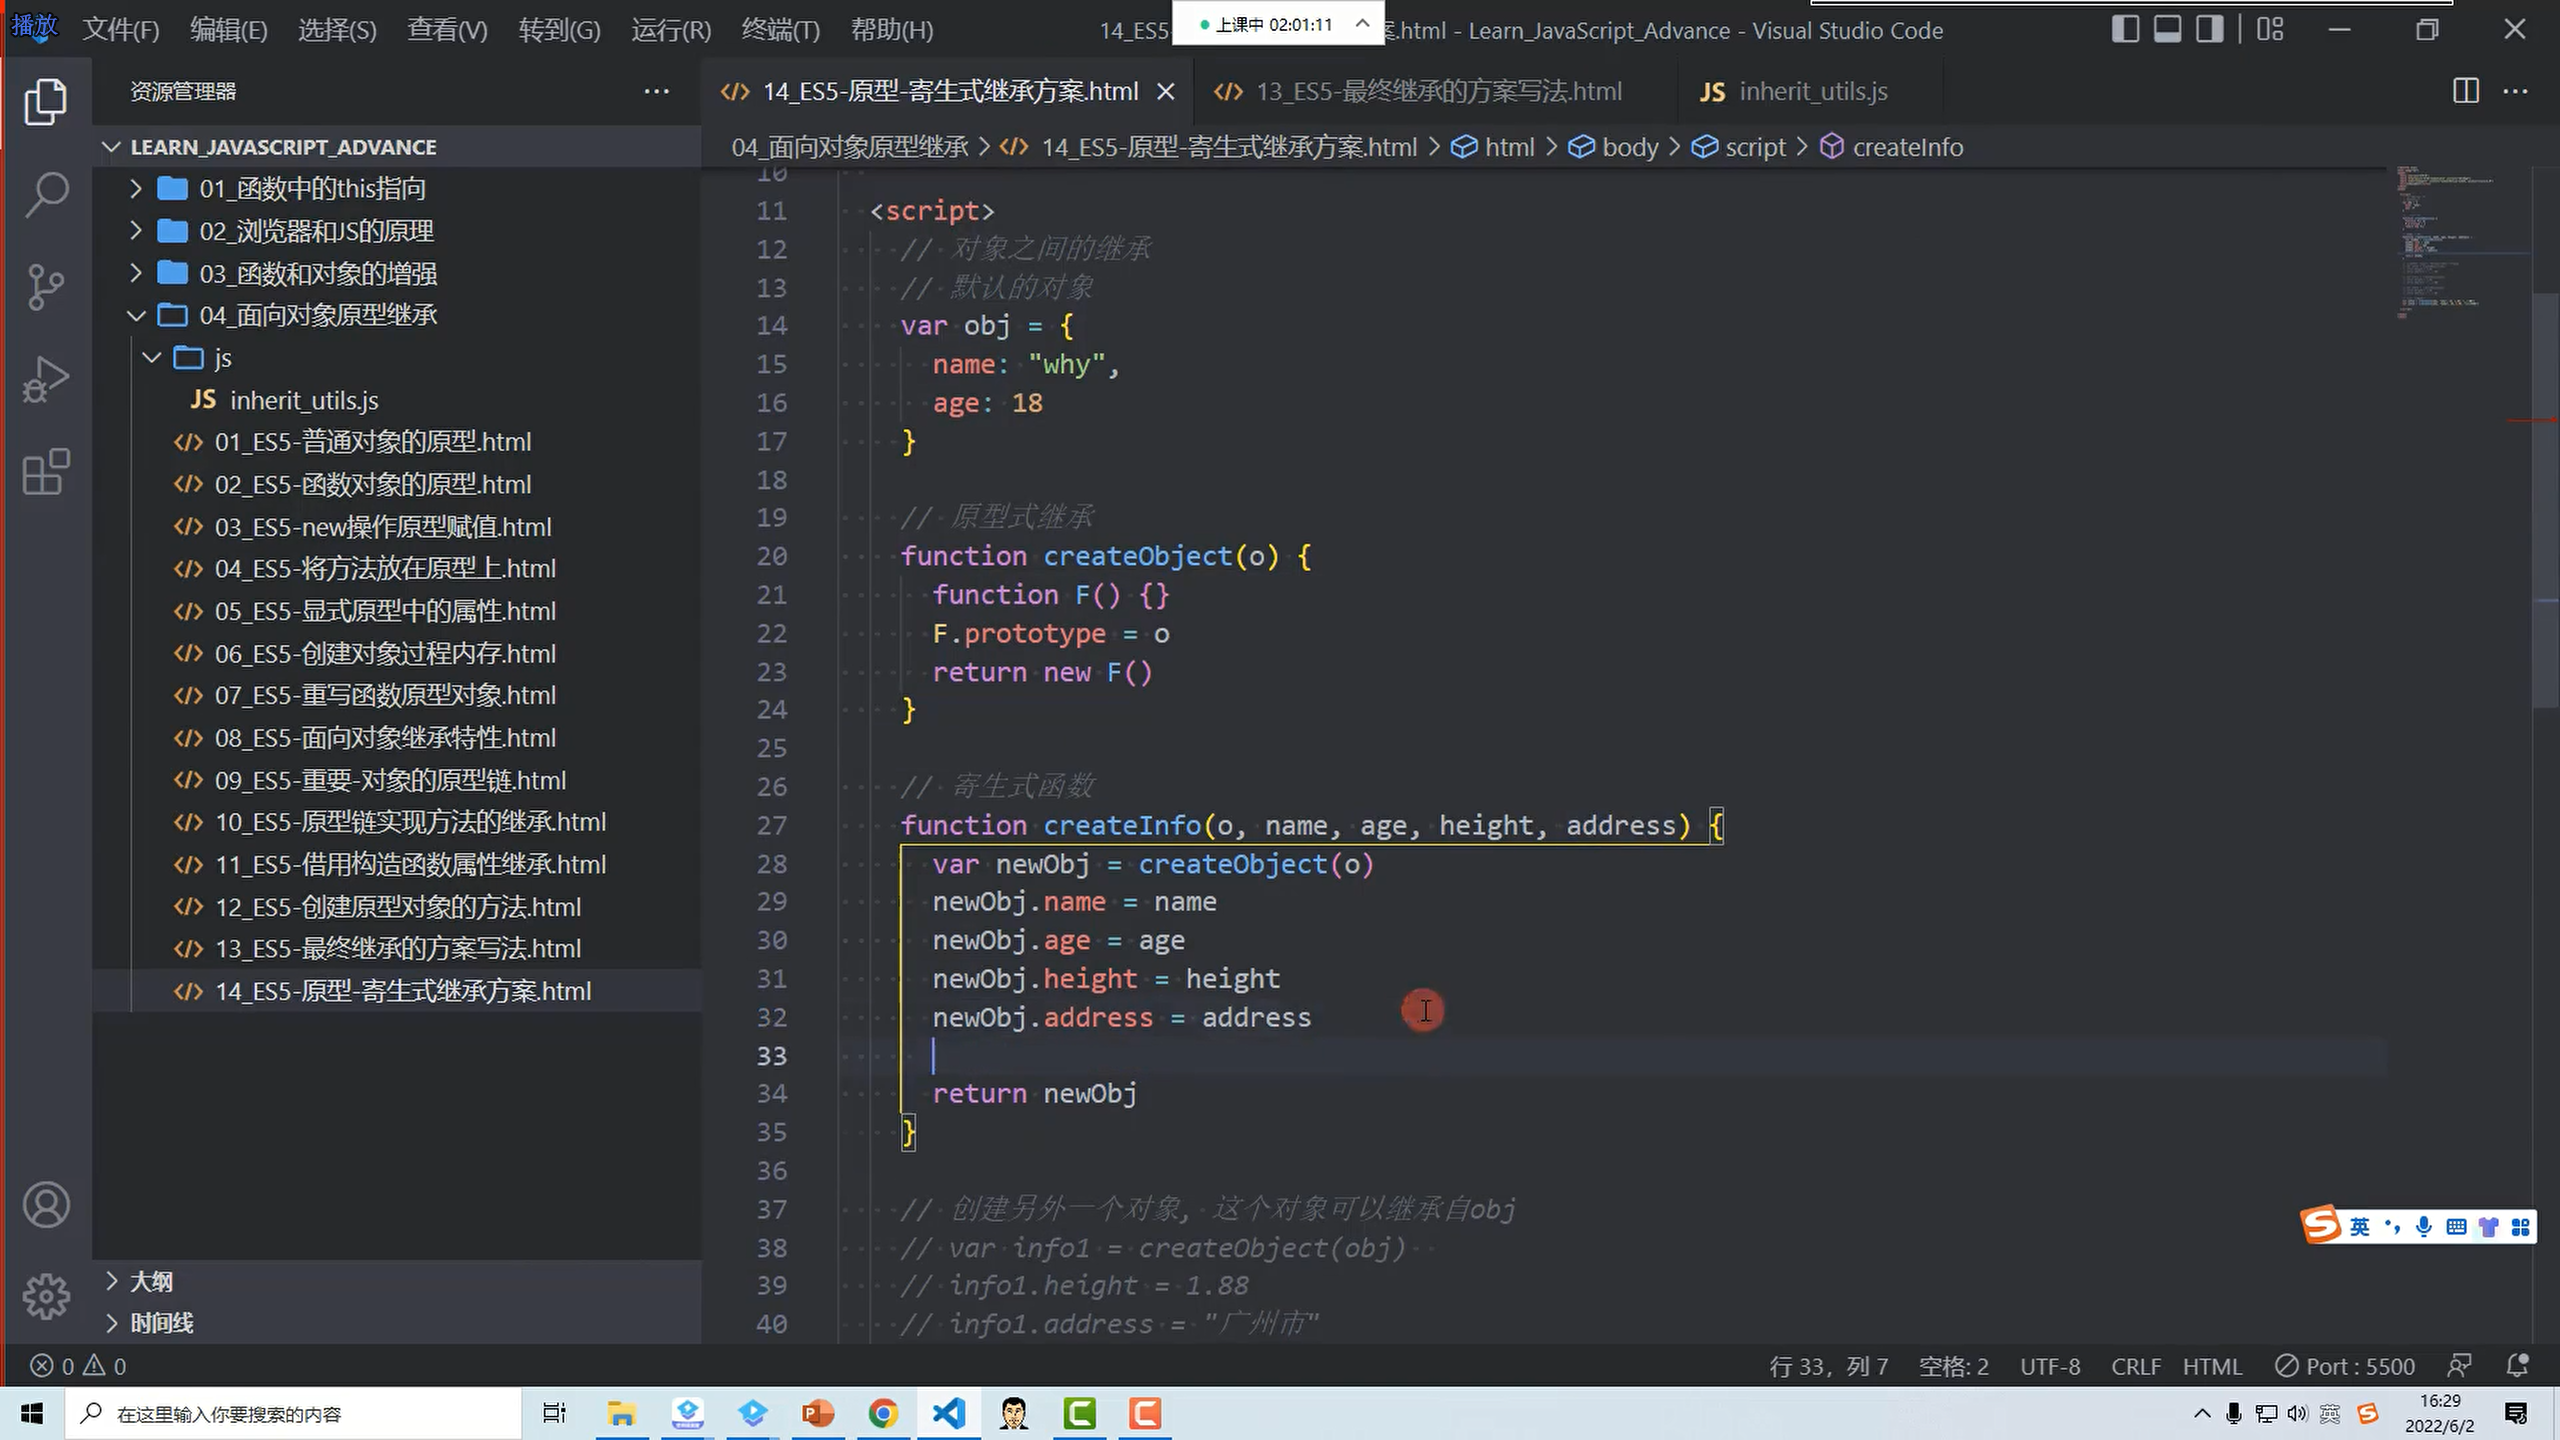 播放
文件(F) 编辑(E) 选择(S) 查看(V) 转到(G) 运行(R) 终端(T) 帮助(H)
14_ES5-
上课中 02:01:11
.html - Learn_JavaScript_Advance - Visual Studio Code
资源管理器
LEARN_JAVASCRIPT_ADVANCE
01_函数中的this指向
02_浏览器和JS的原理
03_函数和对象的增强
04_面向对象原型继承
js
JS inherit_utils.js
01_ES5-普通对象的原型.html
02_ES5-函数对象的原型.html
03_ES5-new操作原型赋值.html
04_ES5-将方法放在原型上.html
05_ES5-显式原型中的属性.html
06_ES5-创建对象过程内存.html
07_ES5-重写函数原型对象.html
08_ES5-面向对象继承特性.html
09_ES5-重要-对象的原型链.html
10_ES5-原型链实现方法的继承.html
11_ES5-借用构造函数属性继承.html
12_ES5-创建原型对象的方法.html
13_ES5-最终继承的方案写法.html
14_ES5-原型-寄生式继承方案.html
大纲
时间线
14_ES5-原型-寄生式继承方案.html 13_ES5-最终继承的方案写法.html JS inherit_utils.js
04_面向对象原型继承 > 14_ES5-原型-寄生式继承方案.html > html > body > script > createInfo
10
11 <script>
12 // 对象之间的继承
13 // 默认的对象
14 var obj = {
15 name: "why",
16 age: 18
17 }
18
19 // 原型式继承
20 function createObject(o) {
21 function F() {}
22 F.prototype = o
23 return new F()
24 }
25
26 // 寄生式函数
27 function createInfo(o, name, age, height, address) {
28 var newObj = createObject(o)
29 newObj.name = name
30 newObj.age = age
31 newObj.height = height
32 newObj.address = address
33
34 return newObj
35 }
36
37 // 创建另外一个对象, 这个对象可以继承自obj
38 // var info1 = createObject(obj)
39 // info1.height = 1.88
40 // info1.address = "广州市"
英
0 0
行 33，列 7 空格: 2 UTF-8 CRLF HTML Port : 5500
在这里输入你要搜索的内容
英
16:29
2022/6/2